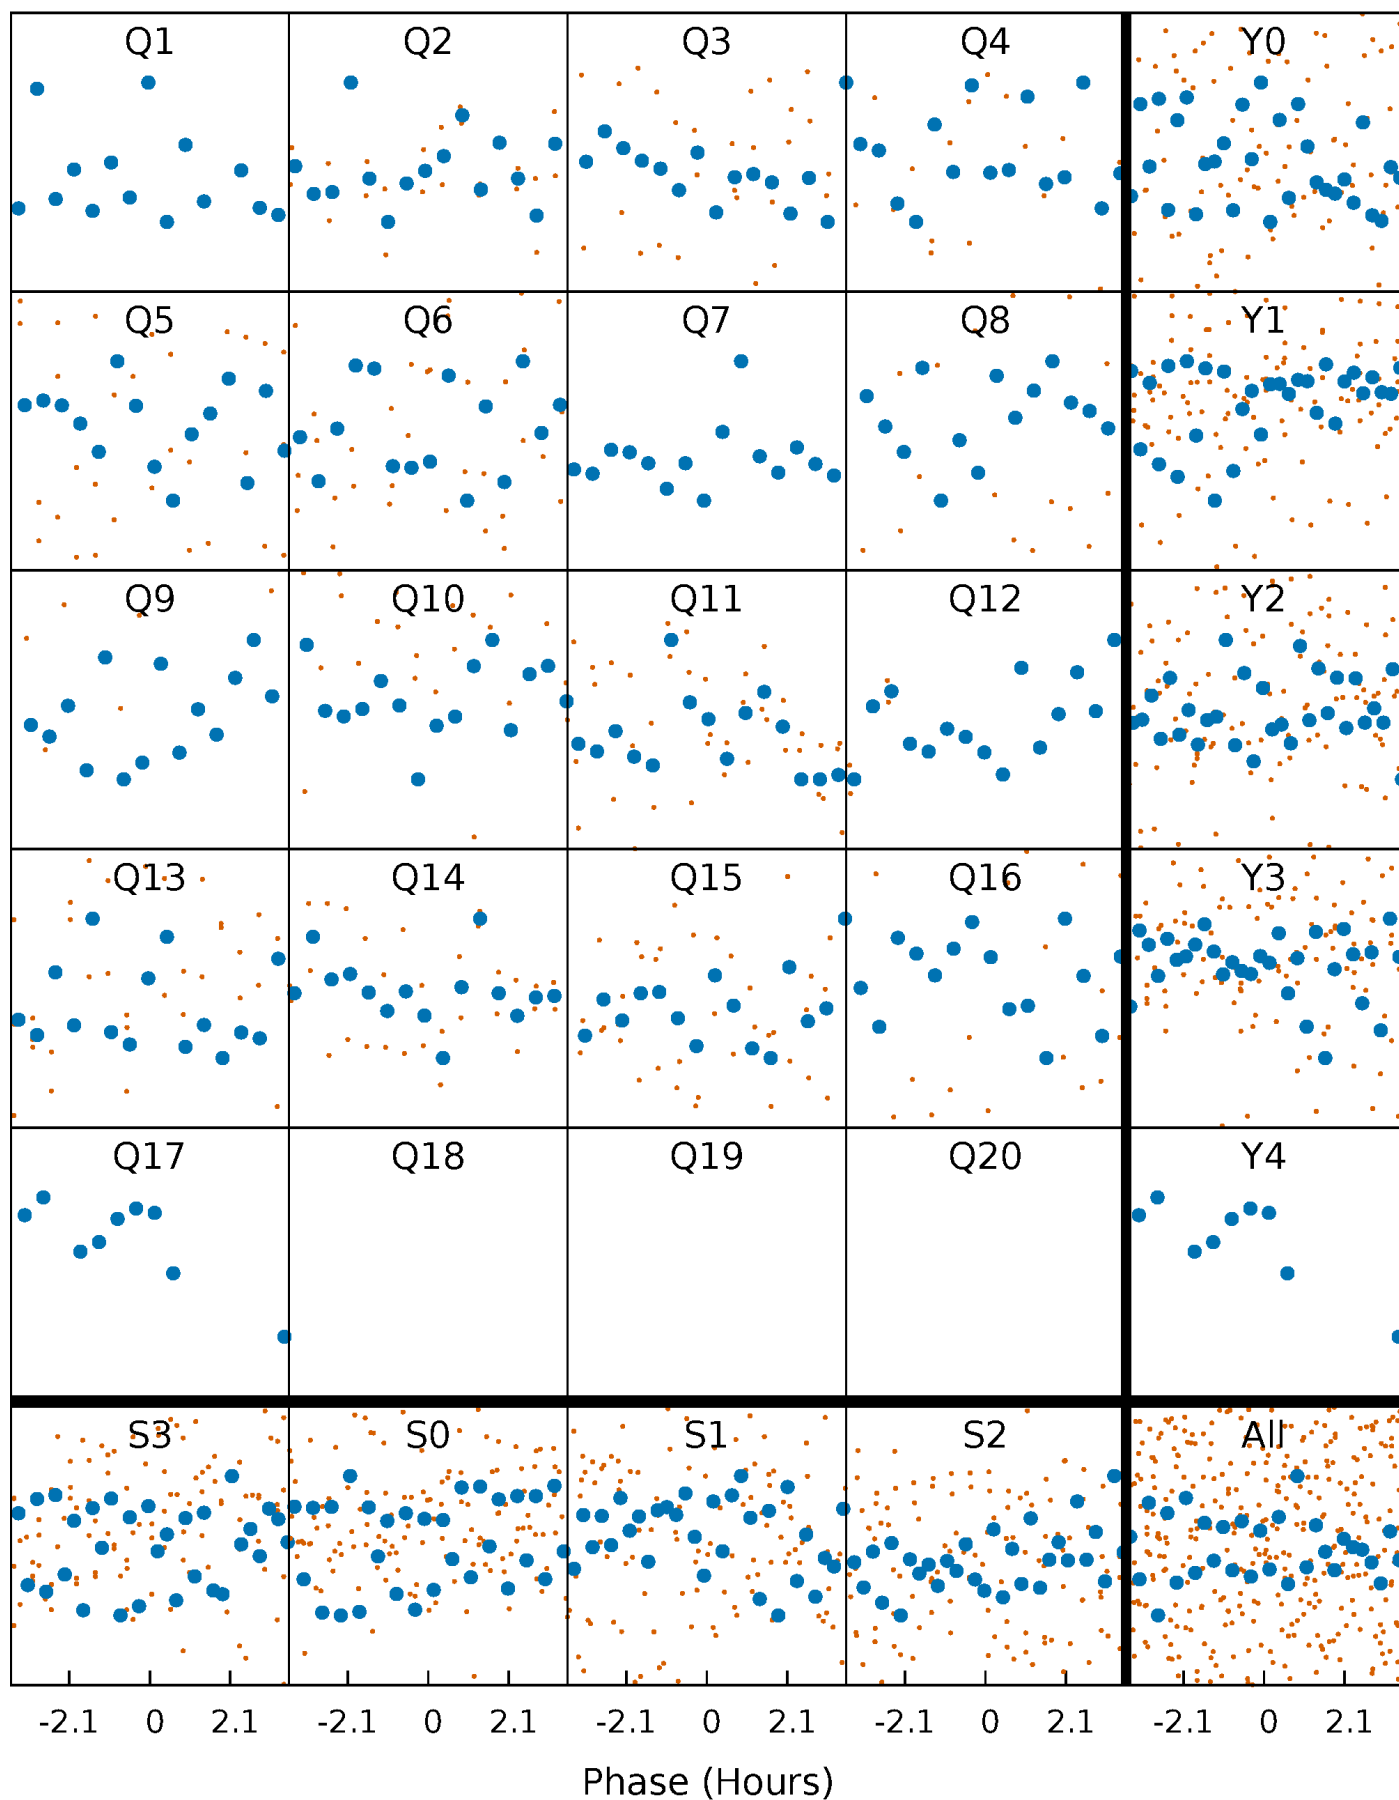 Q1 Q2 Q3 Q4 Y0
Q5 Q6 Q7 Q8 Y1
Q9 Q10 Q11 Q12 Y2
Q13 Q14 Q15 Q16 Y3
Q17 Q18 Q19 Q20 Y4
S3 S0 S1 S2 All
-2.1 0 2.1 -2.1 0 2.1 -2.1 0 2.1 -2.1 0 2.1 -2.1 0 2.1
Phase (Hours)